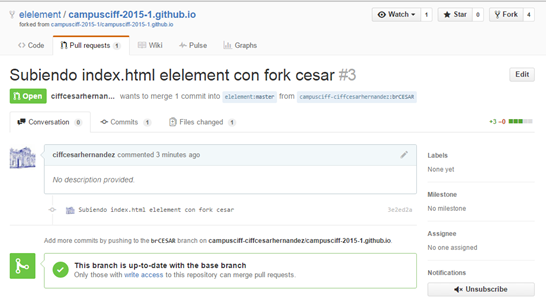 elelement / campusciff-2015-1.github.io
Watch 1 Star 0 Fork 4
forked from campusciff-2015-1/campusciff-2015-1.github.io
Code Pull requests 1 Wiki Pulse Graphs
Subiendo index.html elelement con fork cesar #3
Edit
Open ciffcesarhernan... wants to merge 1 commit into elelement:master from campusciff-ciffcesarhernandez:brCESAR
Conversation 0 Commits 1 Files changed 1 +3 −0
ciffcesarhernandez commented 3 minutes ago
No description provided.
Subiendo index.html elelement con fork cesar 5e2ed2a
Add more commits by pushing to the brCESAR branch on campusciff-ciffcesarhernandez/campusciff-2015-1.github.io.
This branch is up-to-date with the base branch
Only those with write access to this repository can merge pull requests.
Labels
None yet
Milestone
No milestone
Assignee
No one assigned
Notifications
Unsubscribe